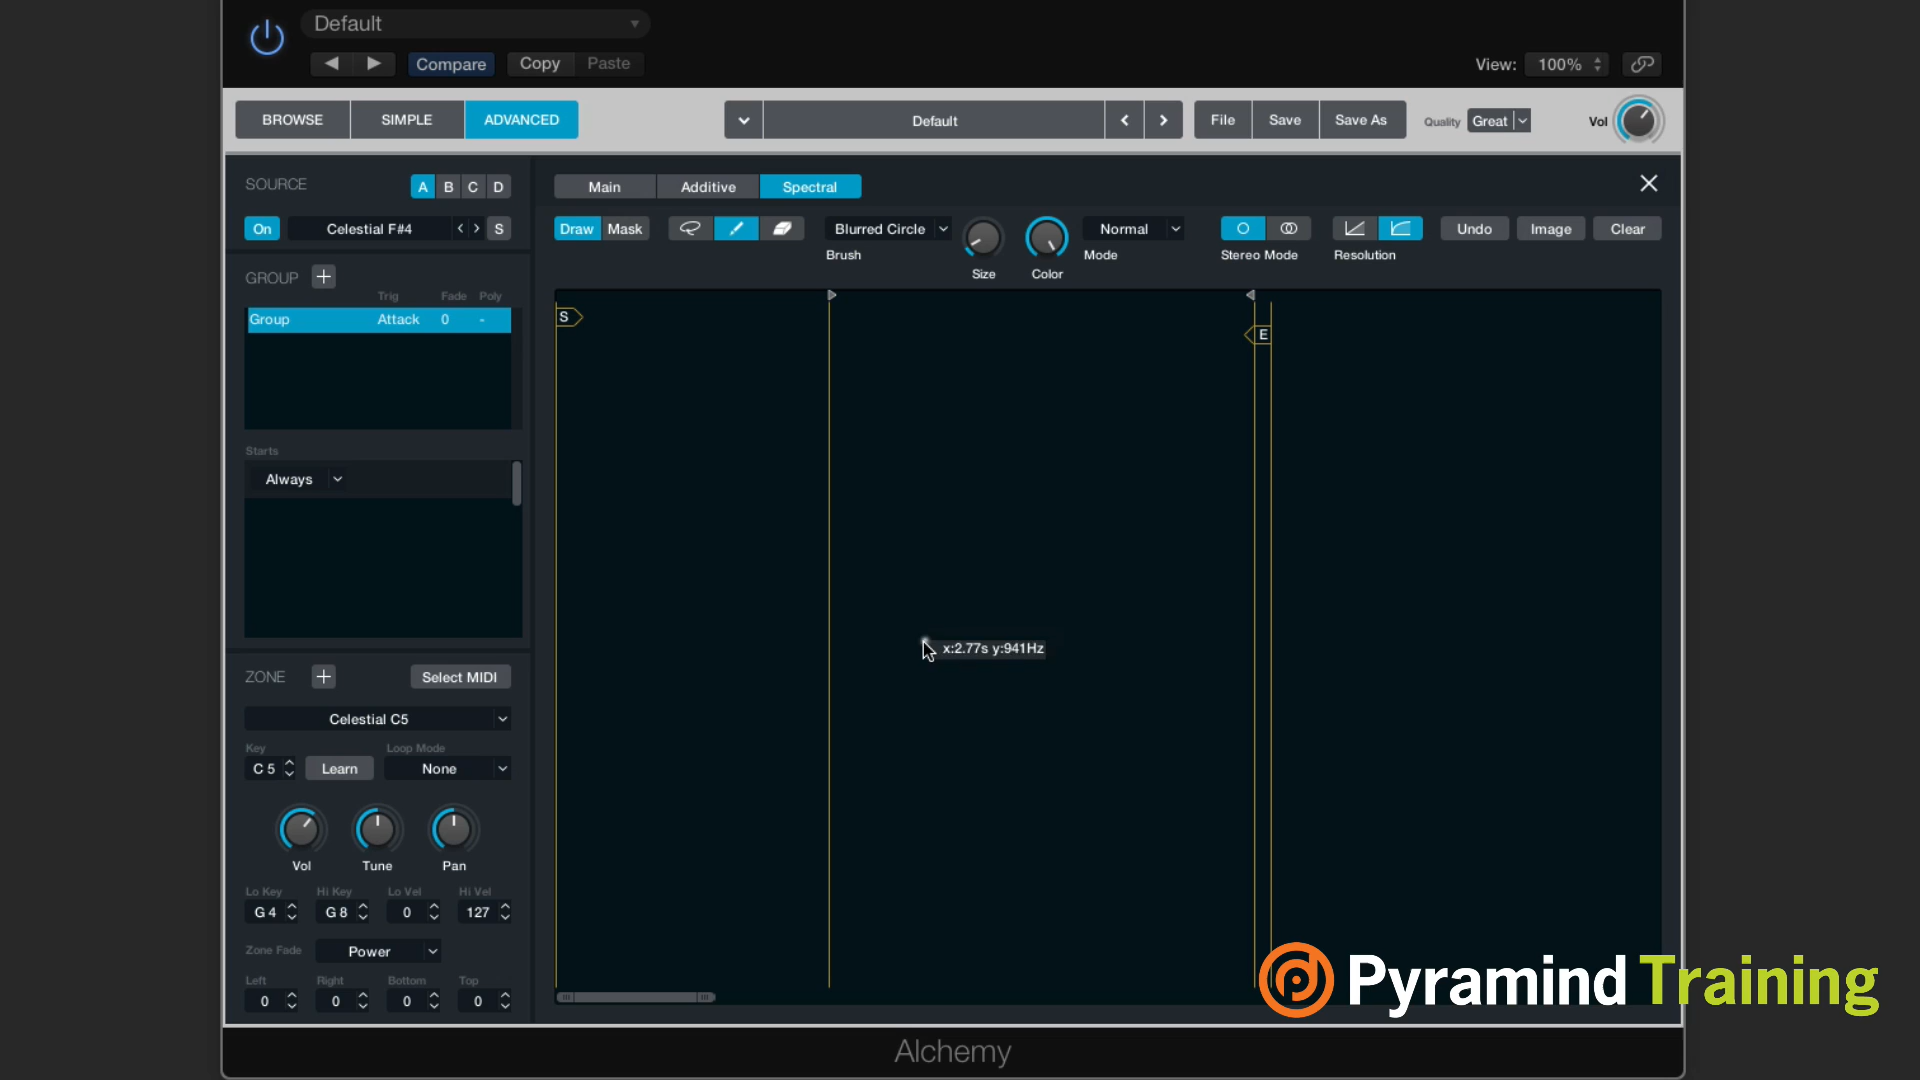 Default
Compare
Copy
Paste
View:
100%
BROWSE
SIMPLE
ADVANCED
Default
File
Save
Save As
Quality
Great
Vol
SOURCE
A
B
C
D
Main
Additive
Spectral
On
Celestial F#4
S
Draw
Mask
Blurred Circle
Brush
Size
Color
Normal
Mode
Stereo Mode
Resolution
Undo
Image
Clear
GROUP
Trig
Fade
Poly
Group
Attack
0
-
S
E
Starts
Always
x:2.77s y:941Hz
ZONE
Select MIDI
Celestial C5
Key
Loop Mode
C 5
Learn
None
Vol
Tune
Pan
Lo Key
Hi Key
Lo Vel
Hi Vel
G 4
G 8
0
127
Zone Fade
Power
Left
Right
Bottom
Top
0
0
0
0
Pyramind Training
Alchemy